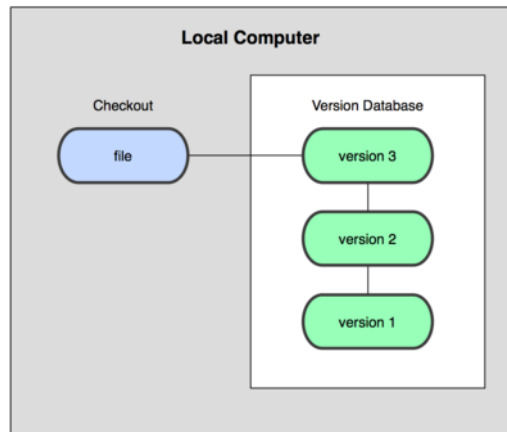 Local Computer
Checkout
Version Database
file
version 3
version 2
version 1